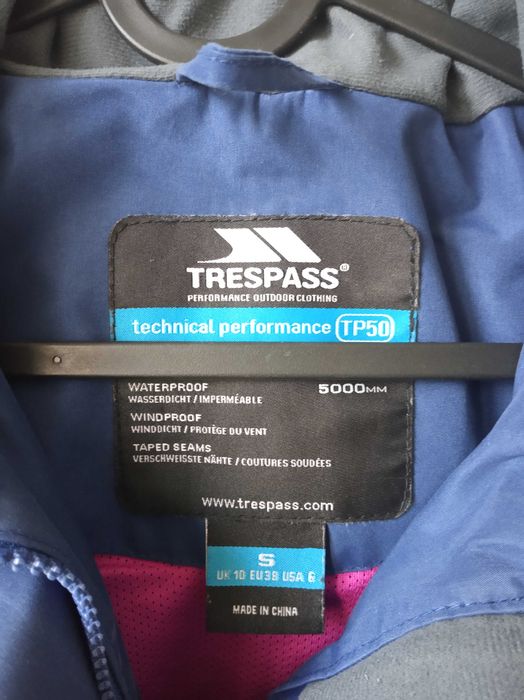 TRESPASS®
PERFORMANCE OUTDOOR CLOTHING
technical performance TP50
WATERPROOF 5000MM
WASSERDICHT / IMPERMÉABLE
WINDPROOF
WINDDICHT / PROTÈGE DU VENT
TAPED SEAMS
VERSCHWEISSTE NÄHTE / COUTURES SOUDÉES
www.trespass.com
S
UK 10 EU38 USA 6
MADE IN CHINA